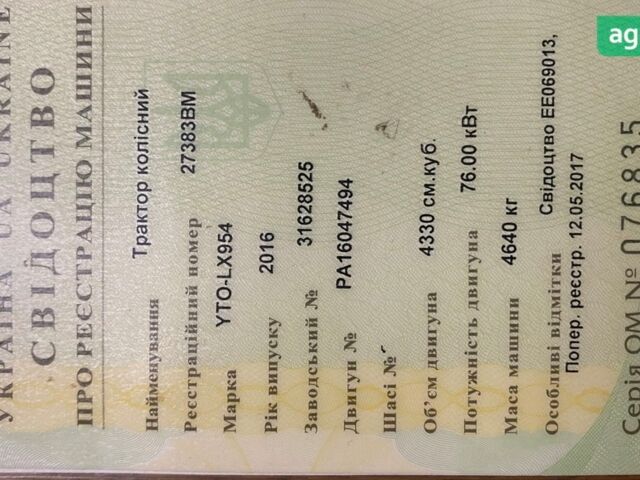 УКРАЇНА UA UKRAINE
СВІДОЦТВО
ПРО РЕЄСТРАЦІЮ МАШИНИ
Найменування Трактор колісний
Реєстраційний номер 27383ВМ
Марка YTO-LX954
Рік випуску 2016
Заводський № 31628525
Двигун № PA16047494
Шасі №
Об'єм двигуна 4330 см.куб.
Потужність двигуна 76.00 кВт
Маса машини 4640 кг
Особливі відмітки Свідоцтво ЕЕ069013,
Попер. реєстр. 12.05.2017
Серія ОМ № 076835
ag